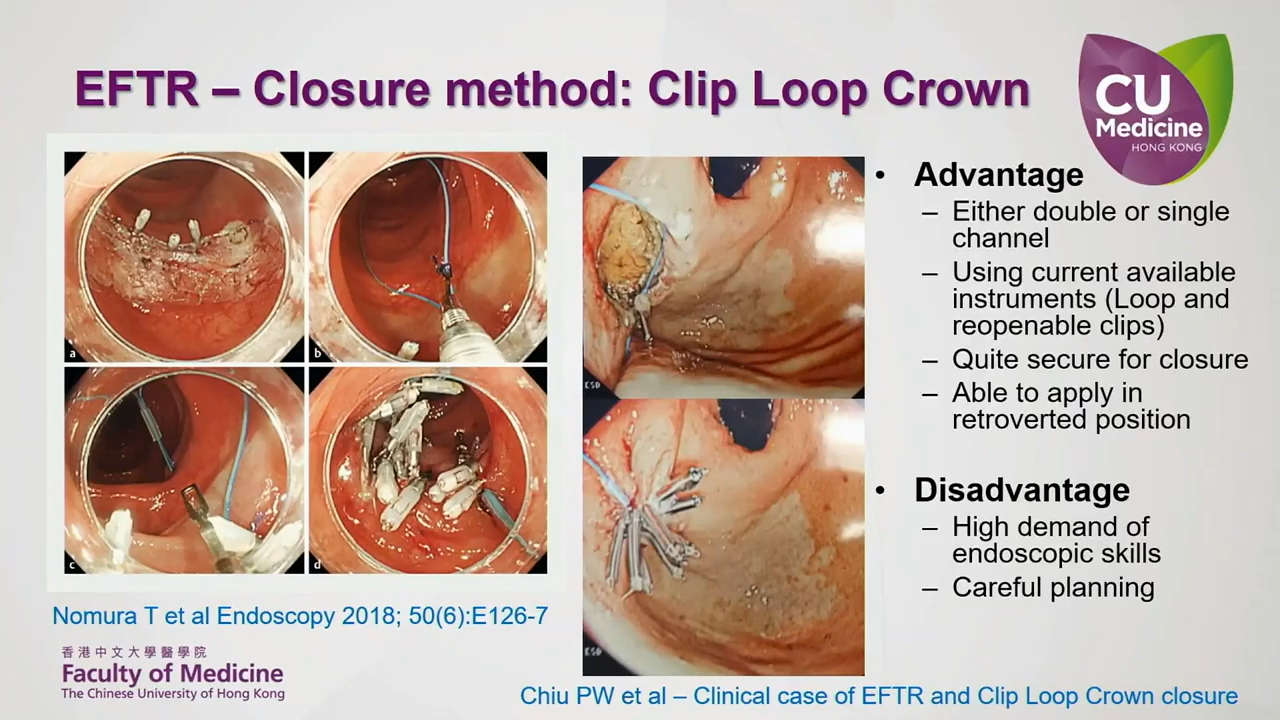 EFTR – Closure method: Clip Loop Crown
CU
Medicine
HONG KONG
a
b
c
d
Nomura T et al Endoscopy 2018; 50(6):E126-7
ESD
ESD
• Advantage
– Either double or single
channel
– Using current available
instruments (Loop and
reopenable clips)
– Quite secure for closure
– Able to apply in
retroverted position
• Disadvantage
– High demand of
endoscopic skills
– Careful planning
香港中文大學醫學院
Faculty of Medicine
The Chinese University of Hong Kong
Chiu PW et al – Clinical case of EFTR and Clip Loop Crown closure